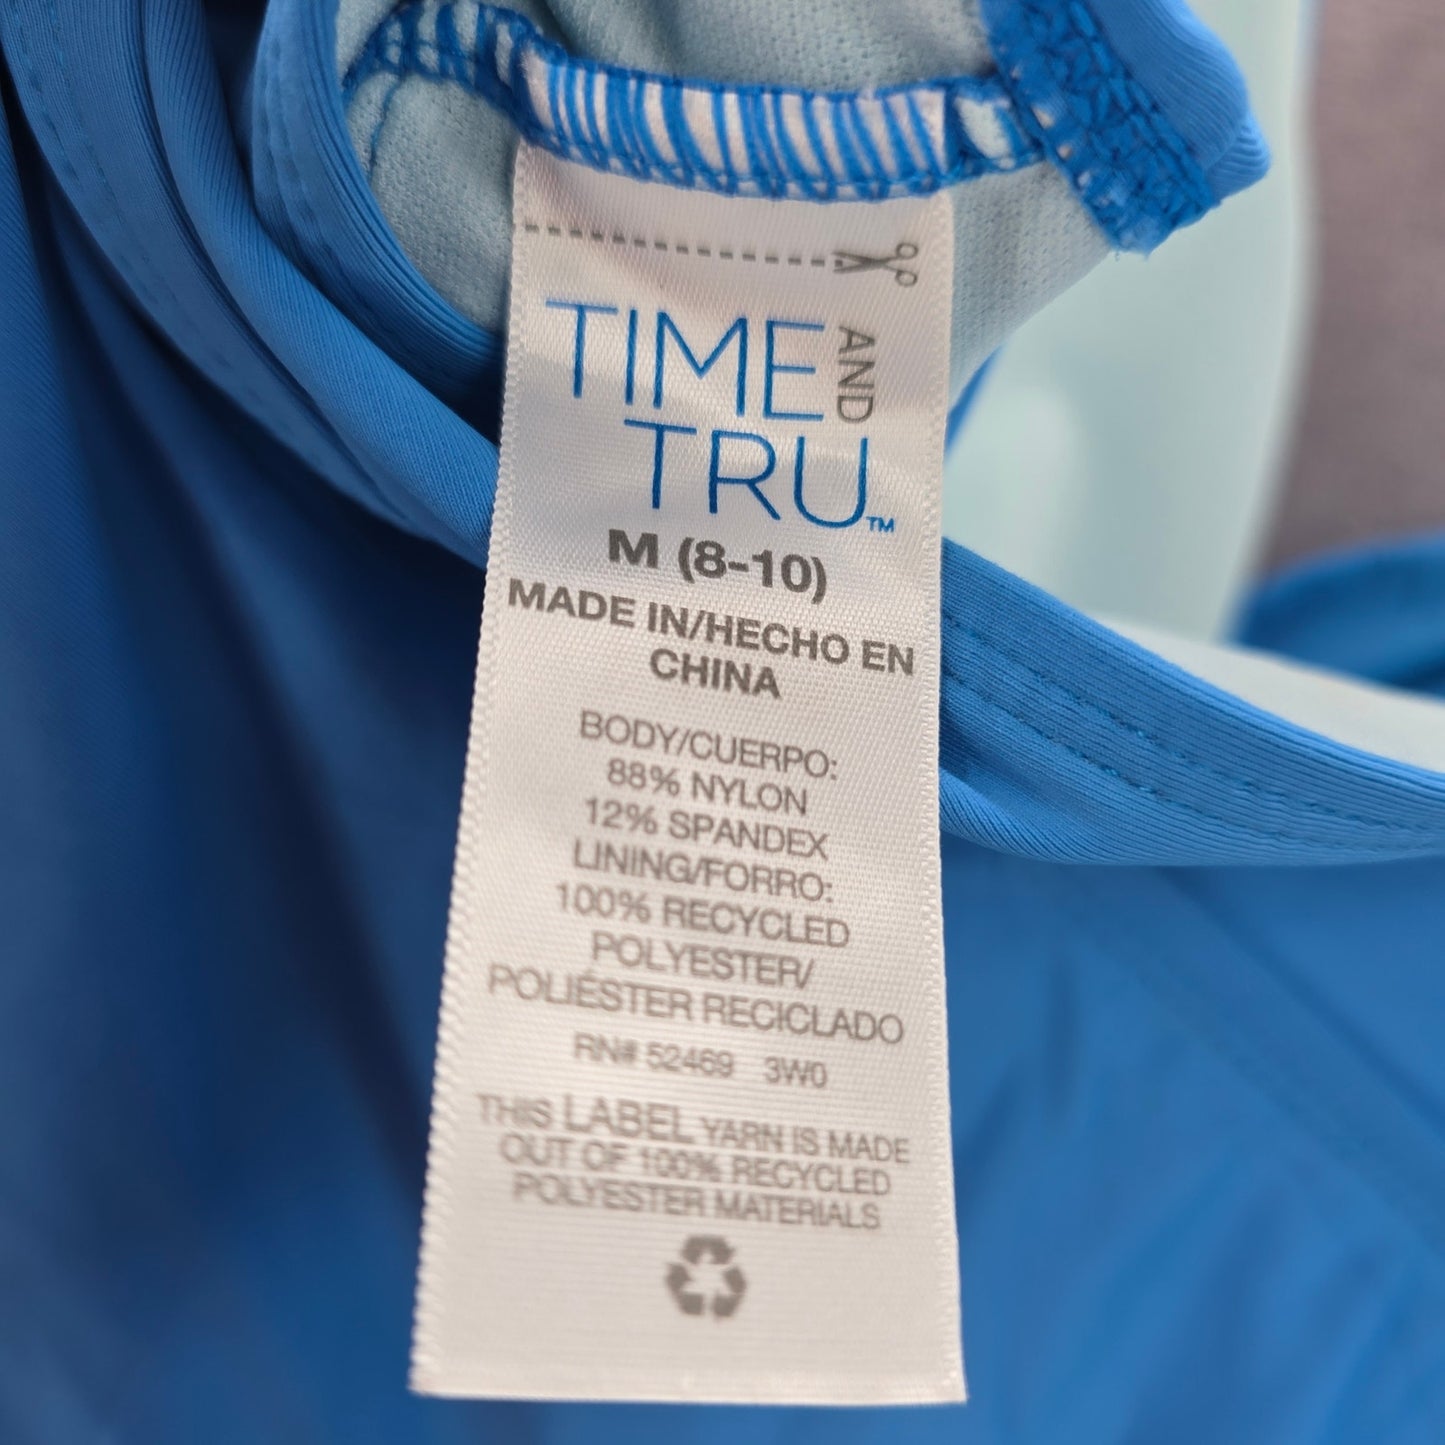 TIME AND
TRU™
M (8-10)
MADE IN/HECHO EN
CHINA
BODY/CUERPO:
88% NYLON
12% SPANDEX
LINING/FORRO:
100% RECYCLED
POLYESTER/
POLIÉSTER RECICLADO
RN# 52469 3W0
THIS LABEL YARN IS MADE
OUT OF 100% RECYCLED
POLYESTER MATERIALS